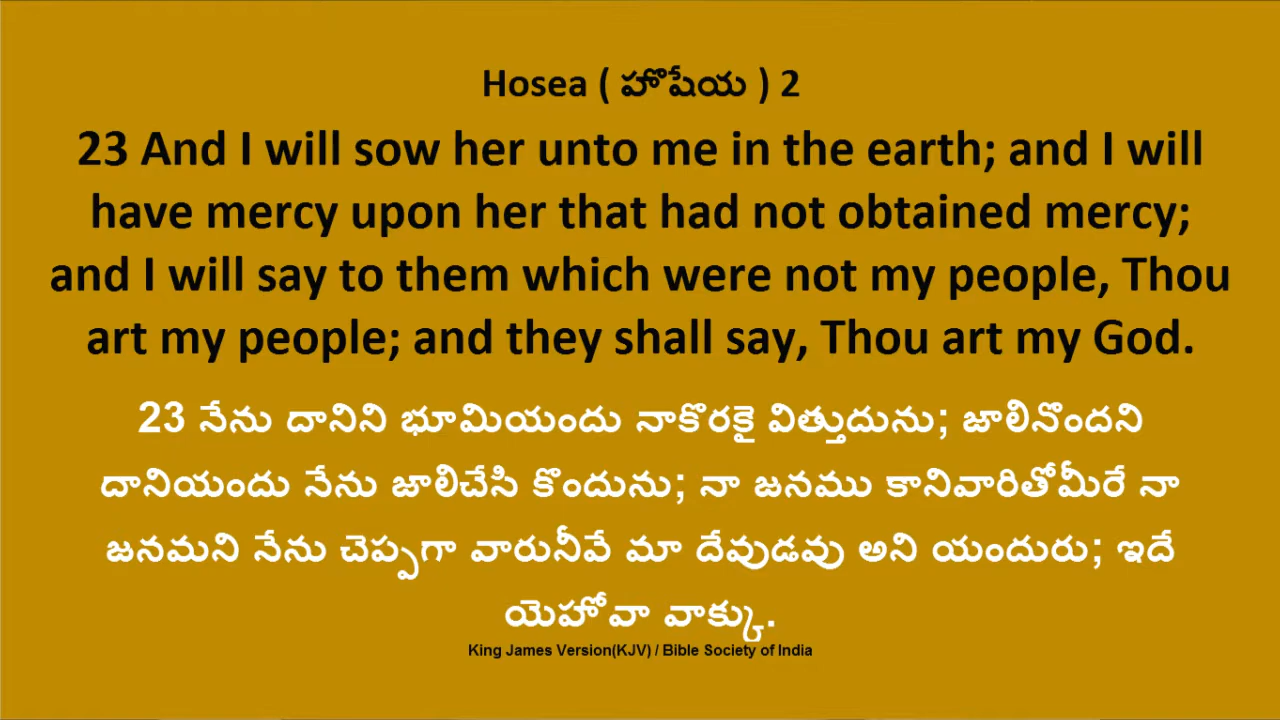 Hosea ( హొషేయ ) 2
23 And I will sow her unto me in the earth; and I will
have mercy upon her that had not obtained mercy;
and I will say to them which were not my people, Thou
art my people; and they shall say, Thou art my God.
23 నేను దానిని భూమియందు నాకొరకై విత్తుదును; జాలినొందని
దానియందు నేను జాలిచేసి కొందును; నా జనము కానివారితోమీరే నా
జనమని నేను చెప్పగా వారునీవే మా దేవుడవు అని యందురు; ఇదే
యెహోవా వాక్కు.
King James Version(KJV) / Bible Society of India